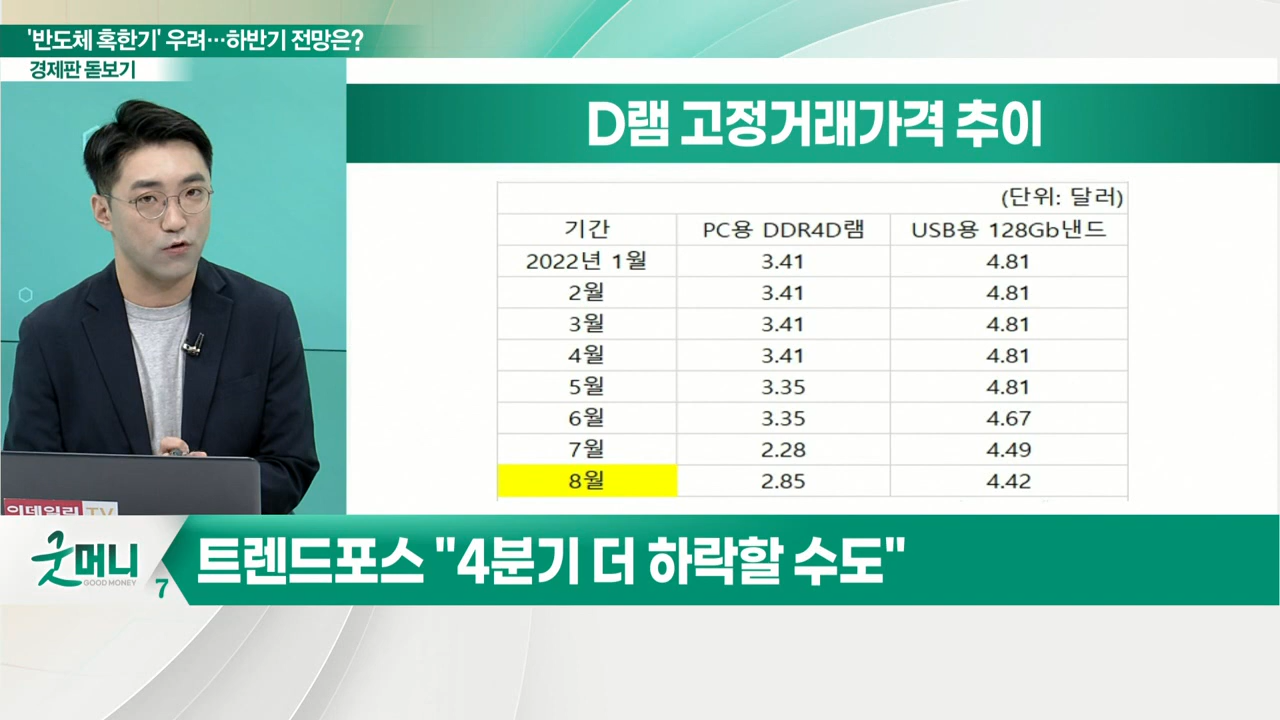 '반도체 혹한기' 우려…하반기 전망은?
경제판 돋보기
D램 고정거래가격 추이
(단위: 달러)
기간 PC용 DDR4D램 USB용 128Gb낸드
2022년 1월 3.41 4.81
2월 3.41 4.81
3월 3.41 4.81
4월 3.41 4.81
5월 3.35 4.81
6월 3.35 4.67
7월 2.28 4.49
8월 2.85 4.42
이데일리 TV
굿머니
GOOD MONEY
7
트렌드포스 "4분기 더 하락할 수도"